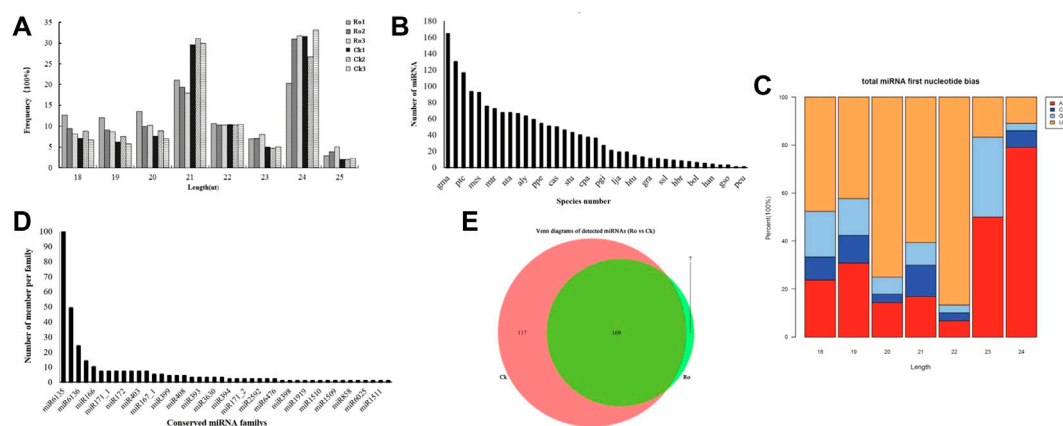 A
35
30
25
20
15
10
5
0
Frequency [100%]
Ro1
Ro2
Ro3
Ck1
Ck2
Ck3
18 19 20 21 22 23 24 25
Length(nt)
B
180
160
140
120
100
80
60
40
20
0
Number of miRNA
gma ptc mes mtr nta aly ppe cas stu cpa pgi lja htu gra ssl hbr bol han gso pcu
Species number
C
total miRNA first nucleotide bias
100
80
60
40
20
0
Percent(100%)
A
C
G
U
18 19 20 21 22 23 24
Length
D
100
90
80
70
60
50
40
30
20
10
0
Number of member per family
miR6135 miR6136 miR166 miR171_1 miR172 miR403 miR167_1 miR399 miR408 miR393 miR3630 miR394 miR171_2 miR2592 miR6476 miR398 miR1919 miR1510 miR1509 miR858 miR6025 miR1511
Conserved miRNA familys
E
Venn diagrams of detected miRNAs (Ro vs Ck)
7
117 169
Ck Ro